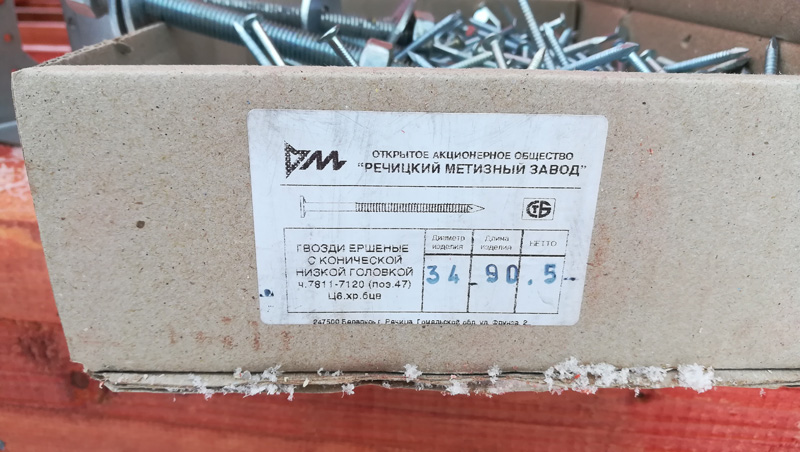 ОТКРЫТОЕ АКЦИОНЕРНОЕ ОБЩЕСТВО
"РЕЧИЦКИЙ МЕТИЗНЫЙ ЗАВОД"
СТБ
ГВОЗДИ ЕРШЕНЫЕ
С КОНИЧЕСКОЙ
НИЗКОЙ ГОЛОВКОЙ
ч.7811-7120 (поз.47)
Ц6.хр.бцв
Диаметр изделия
Длина изделия
НЕТТО
34 90 .5
247500 Беларусь г. Речица Гомельской обл. ул. Фрунзе 2